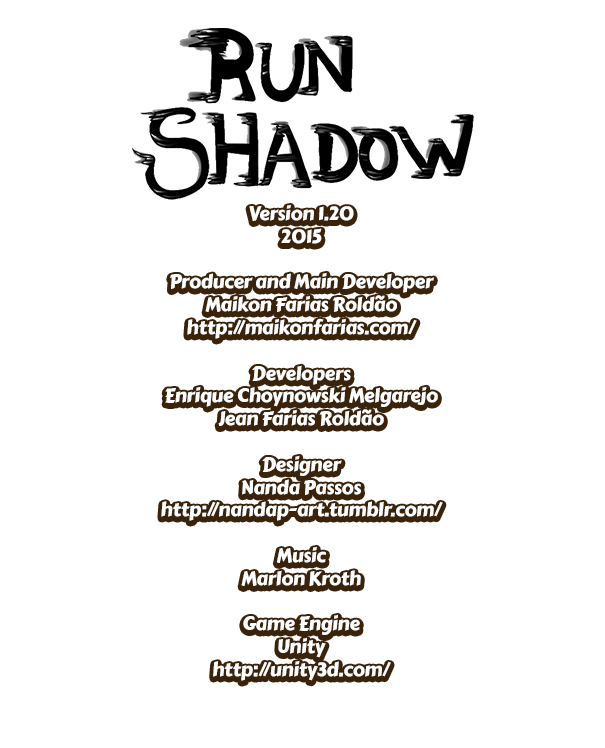 RUN
SHADOW
Version 1.20
2015
Producer and Main Developer
Maikon Farias Roldão
http://maikonfarias.com/
Developers
Enrique Choynowski Melgarejo
Jean Farias Roldão
Designer
Nanda Passos
http://nandap-art.tumblr.com/
Music
Marlon Kroth
Game Engine
Unity
http://unity3d.com/